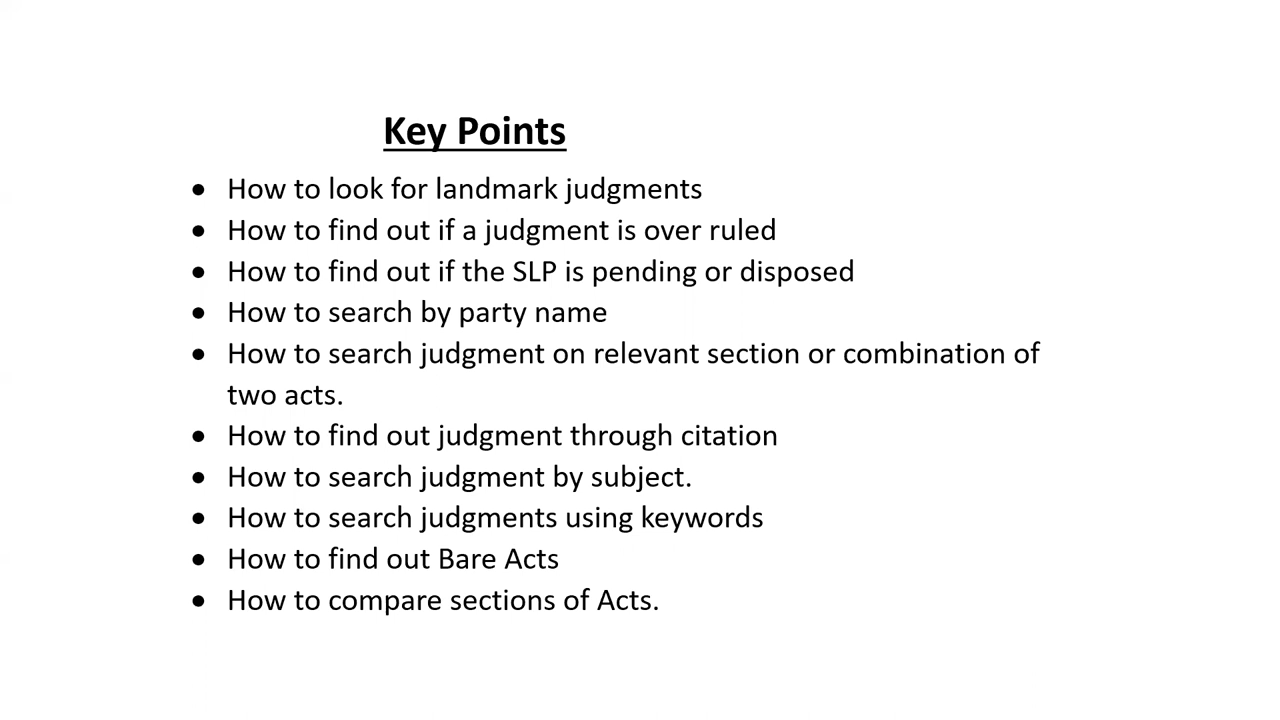 Key Points
• How to look for landmark judgments
• How to find out if a judgment is over ruled
• How to find out if the SLP is pending or disposed
• How to search by party name
• How to search judgment on relevant section or combination of
two acts.
• How to find out judgment through citation
• How to search judgment by subject.
• How to search judgments using keywords
• How to find out Bare Acts
• How to compare sections of Acts.